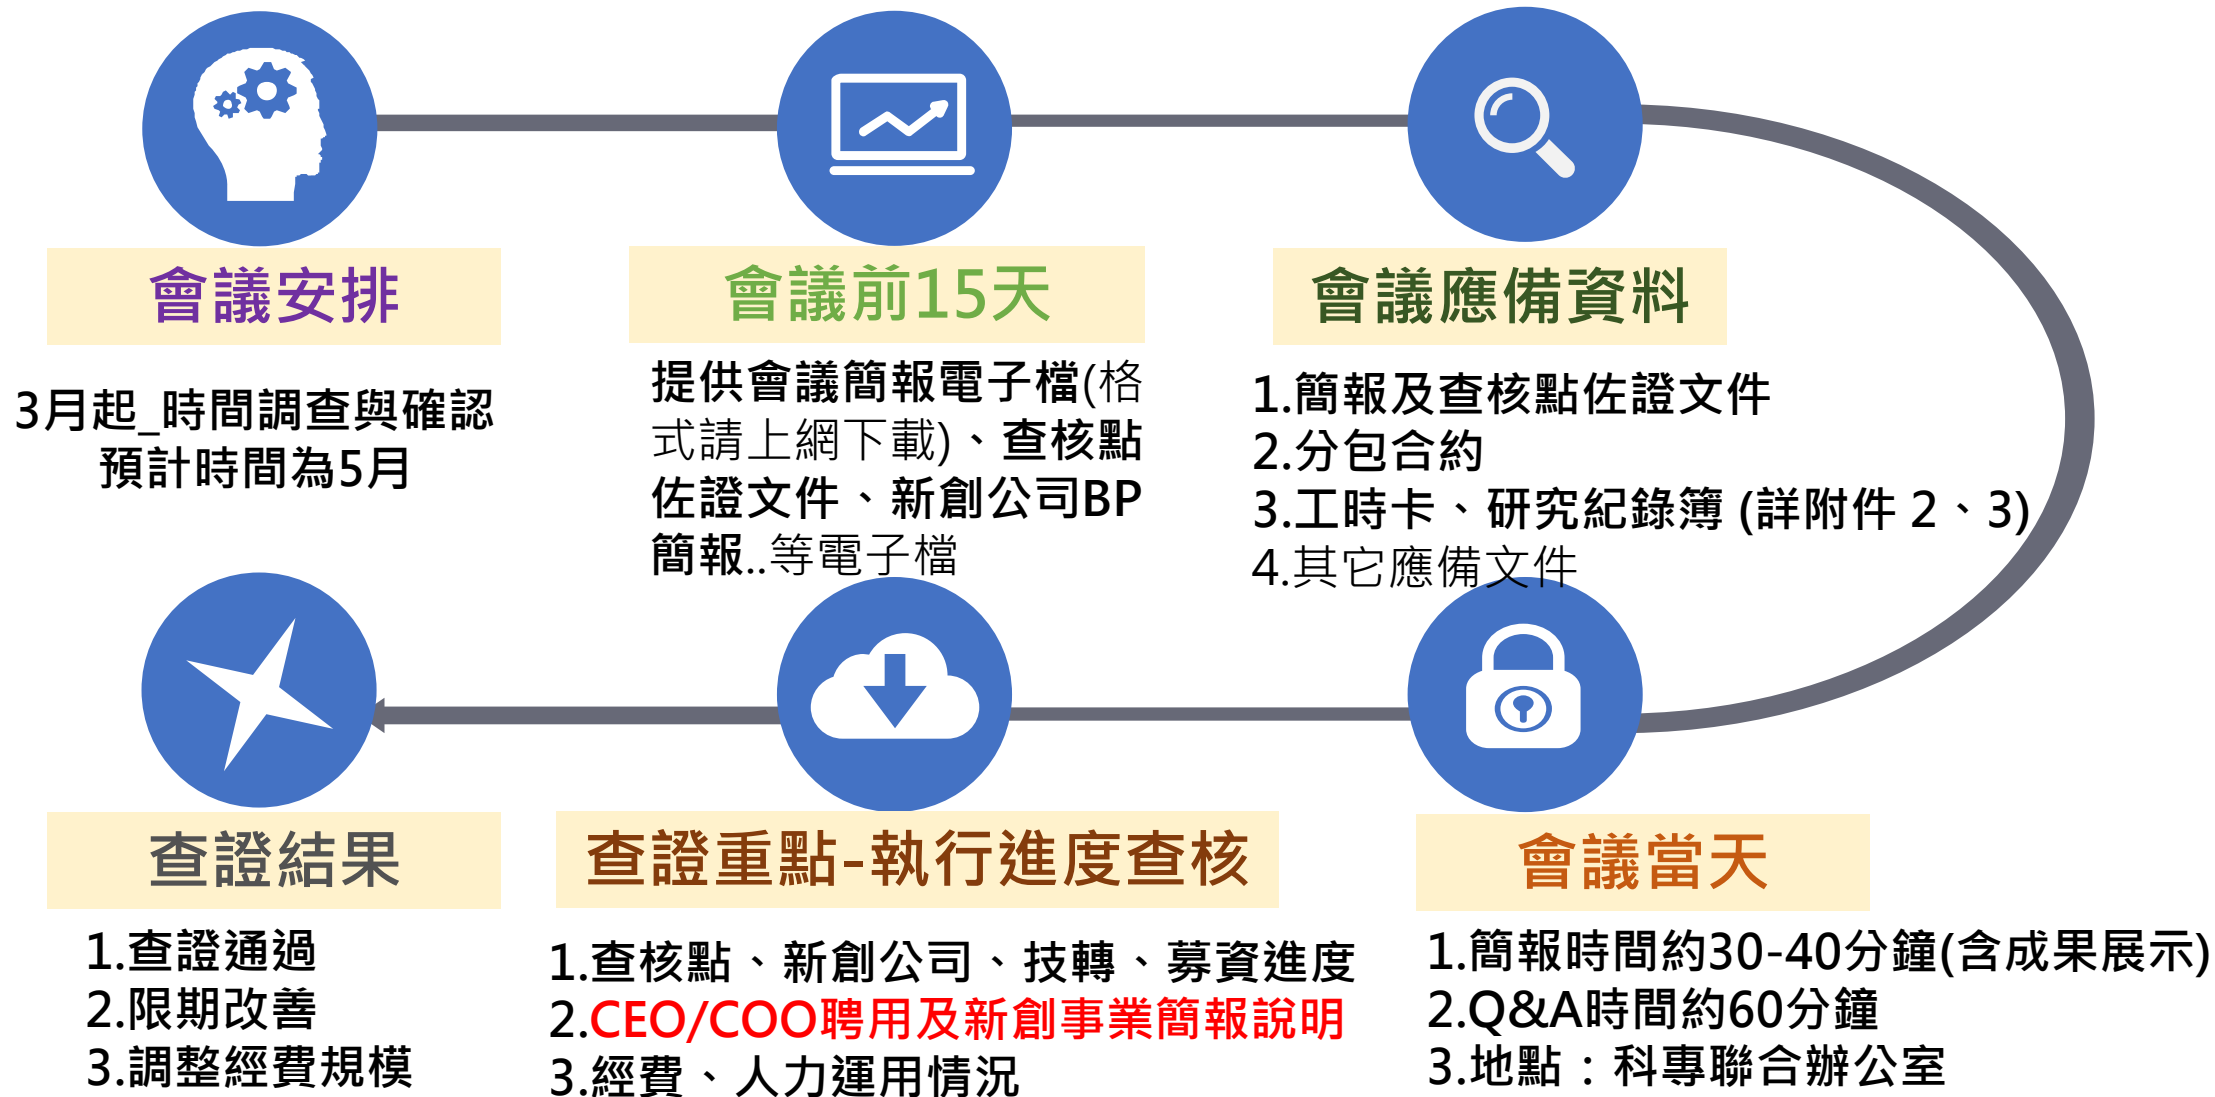 會議安排
3月起_時間調查與確認
預計時間為5月
會議前15天
提供會議簡報電子檔(格
式請上網下載)、查核點
佐證文件、新創公司BP
簡報..等電子檔
會議應備資料
1.簡報及查核點佐證文件
2.分包合約
3.工時卡、研究紀錄簿 (詳附件 2、3)
4.其它應備文件
會議當天
1.簡報時間約30-40分鐘(含成果展示)
2.Q&A時間約60分鐘
3.地點：科專聯合辦公室
查證重點-執行進度查核
1.查核點、新創公司、技轉、募資進度
2.CEO/COO聘用及新創事業簡報說明
3.經費、人力運用情況
查證結果
1.查證通過
2.限期改善
3.調整經費規模